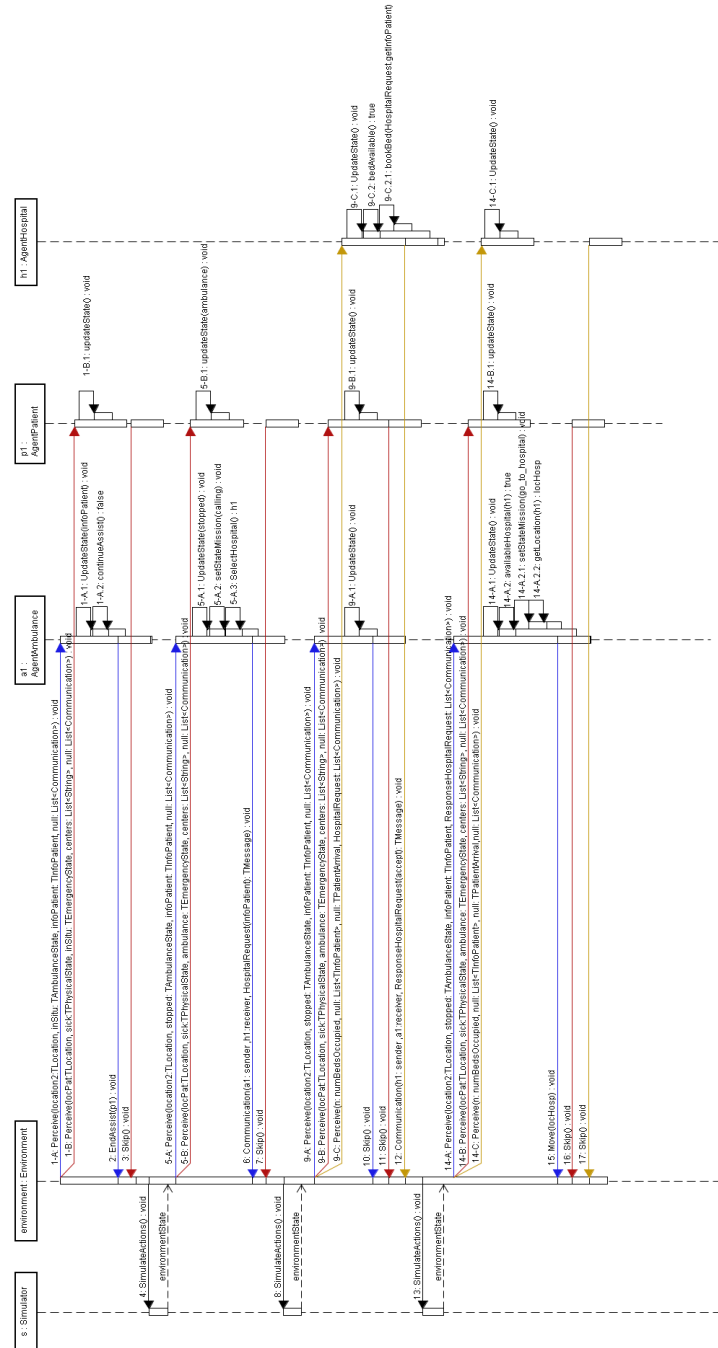 s : Simulator
environment : Environment
a1 :
AgentAmbulance
p1 :
AgentPatient
h1 : AgentHospital
1-A: Perceive(location2:TLocation, inSitu: TAmbulanceState, infoPatient: TInfoPatient, null: List<Communication>) : void
1-B: Perceive(locPat:TLocation, sick:TPhysicalState, inSitu: TEmergencyState, centers: List<String>, null: List<Communication>) : void
1-A.1: UpdateState(infoPatient) : void
1-A.2: continueAssist() : false
1-B.1: updateState() : void
2: EndAssist(p1) : void
3: Skip() : void
4: SimulateActions() : void
environmentState
5-A: Perceive(location2:TLocation, stopped: TAmbulanceState, infoPatient: TInfoPatient, null: List<Communication>) : void
5-B: Perceive(locPat:TLocation, sick:TPhysicalState, ambulance: TEmergencyState, centers: List<String>, null: List<Communication>) : void
5-A.1: UpdateState(stopped) : void
5-A.2: setStateMission(calling) : void
5-A.3: SelectHospital() : h1
5-B.1: updateState(ambulance) : void
6: Communication(a1: sender ,h1:receiver, HospitalRequest(infoPatient): TMessage) : void
7: Skip() : void
8: SimulateActions() : void
environmentState
9-A: Perceive(location2:TLocation, stopped: TAmbulanceState, infoPatient: TInfoPatient, null: List<Communication>) : void
9-B: Perceive(locPat:TLocation, sick:TPhysicalState, ambulance: TEmergencyState, centers: List<String>, null: List<Communication>) : void
9-C: Perceive(n: numBedsOccupied, null: List<TInfoPatient>, null: TPatientArrival, HospitalRequest: List<Communication>) : void
9-A.1: UpdateState() : void
9-B.1: updateState() : void
9-C.1: UpdateState() : void
9-C.2: bedAvailable() : true
9-C.2.1: bookBed(HospitalRequest.getInfoPatient)
10: Skip() : void
11: Skip() : void
12: Communication(h1: sender ,a1:receiver, ResponseHospitalRequest(accept): TMessage) : void
13: SimulateActions() : void
environmentState
14-A: Perceive(location2:TLocation, stopped: TAmbulanceState, infoPatient: TInfoPatient, ResponseHospitalRequest: List<Communication>) : void
14-B: Perceive(locPat:TLocation, sick:TPhysicalState, ambulance: TEmergencyState, centers: List<String>, null: List<Communication>) : void
14-C: Perceive(n: numBedsOccupied, null: List<TInfoPatient>, null: TPatientArrival,null: List<Communication>) : void
14-A.1: UpdateState() : void
14-A.2: availableHospital(h1) : true
14-A.2.1: setStateMission(go_to_hospital) : void
14-A.2.2: getLocation(h1) : locHosp
14-B.1: updateState() : void
14-C.1: UpdateState() : void
15: Move(locHosp) : void
16: Skip() : void
17: Skip() : void